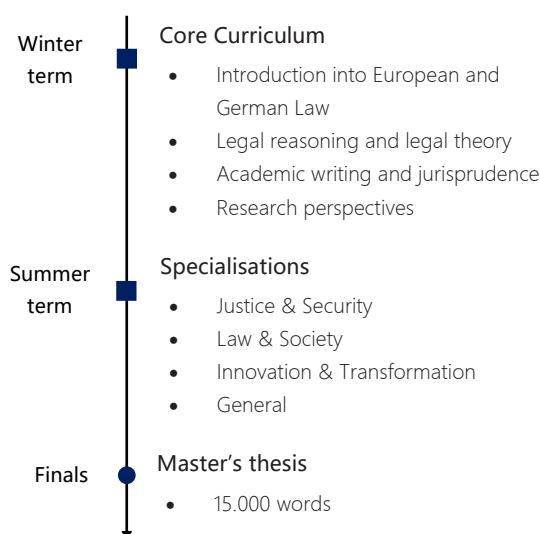 Winter
term
Core Curriculum
• Introduction into European and
German Law
• Legal reasoning and legal theory
• Academic writing and jurisprudence
• Research perspectives
Summer
term
Specialisations
• Justice & Security
• Law & Society
• Innovation & Transformation
• General
Finals
Master's thesis
• 15.000 words